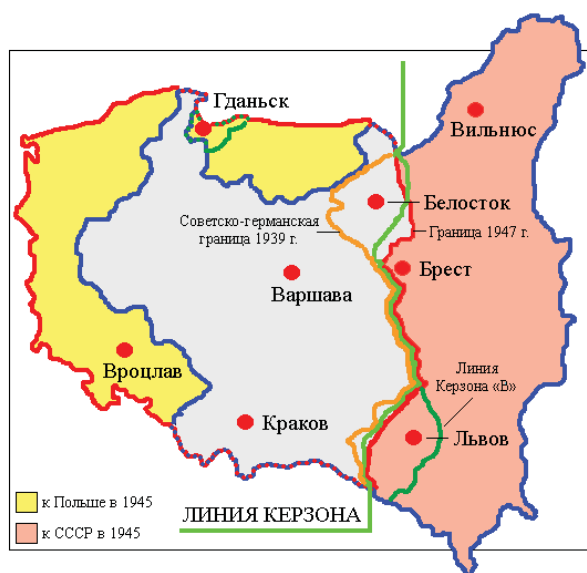 Гданьск
Вильнюс
Белосток
Советско-германская
граница 1939 г.
Граница 1947 г.
Брест
Варшава
Вроцлав
Линия
Керзона «В»
Краков
Львов
к Польше в 1945
ЛИНИЯ КЕРЗОНА
к СССР в 1945